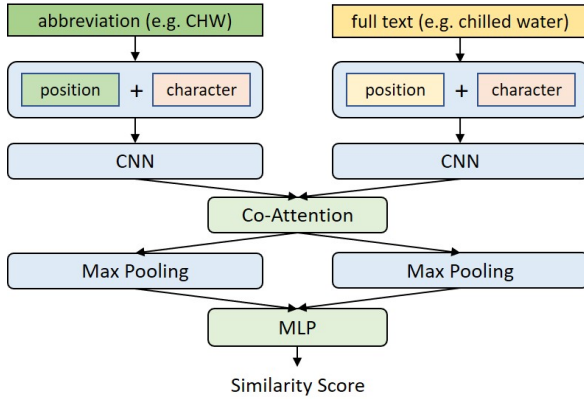 abbreviation (e.g. CHW) full text (e.g. chilled water)
position + character position + character
CNN CNN
Co-Attention
Max Pooling Max Pooling
MLP
Similarity Score